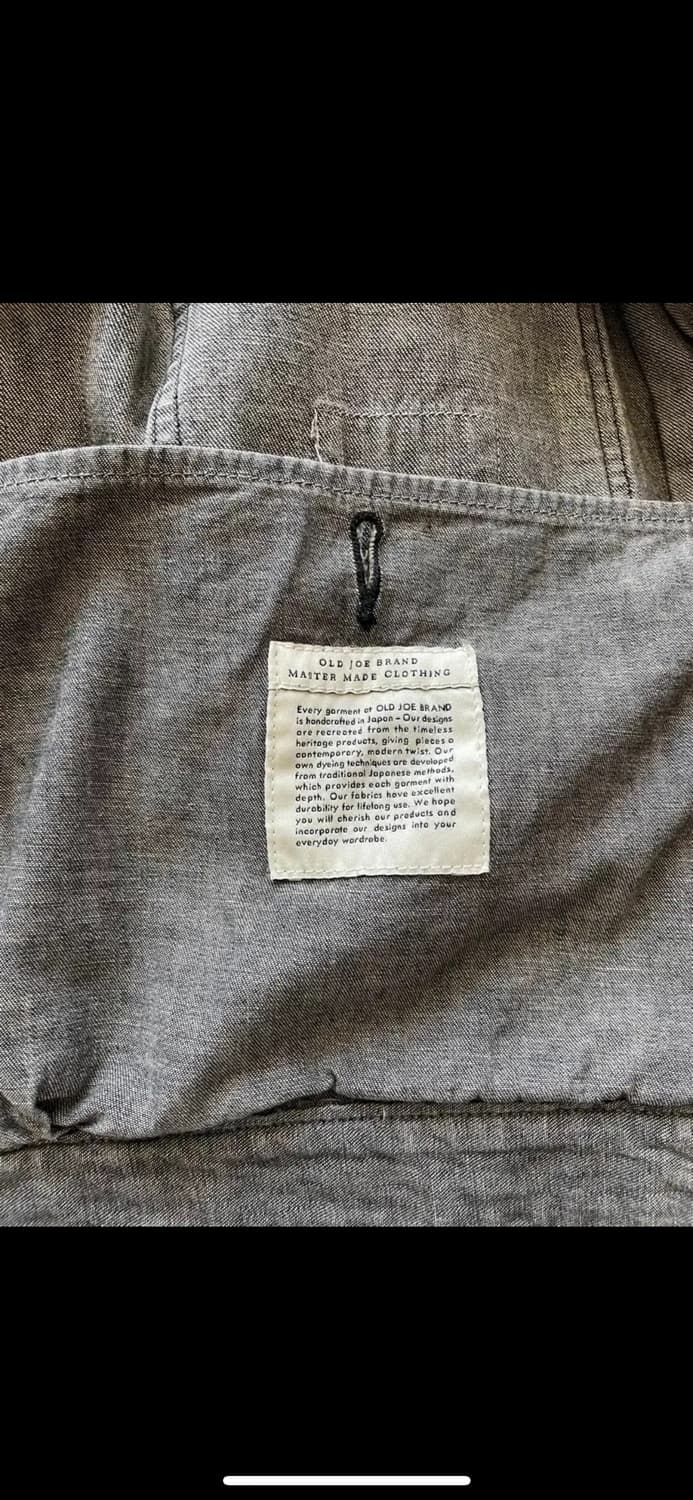 OLD JOE BRAND
MASTER MADE CLOTHING
Every garment at OLD JOE BRAND
is handcrafted in Japan – Our designs
are recreated from the timeless
heritage products, giving pieces a
contemporary, modern twist. Our
own dyeing techniques are developed
from traditional Japanese methods,
which provides each garment with
depth. Our fabrics have excellent
durability for lifelong use. We hope
you will cherish our products and
incorporate our designs into your
everyday wardrobe.